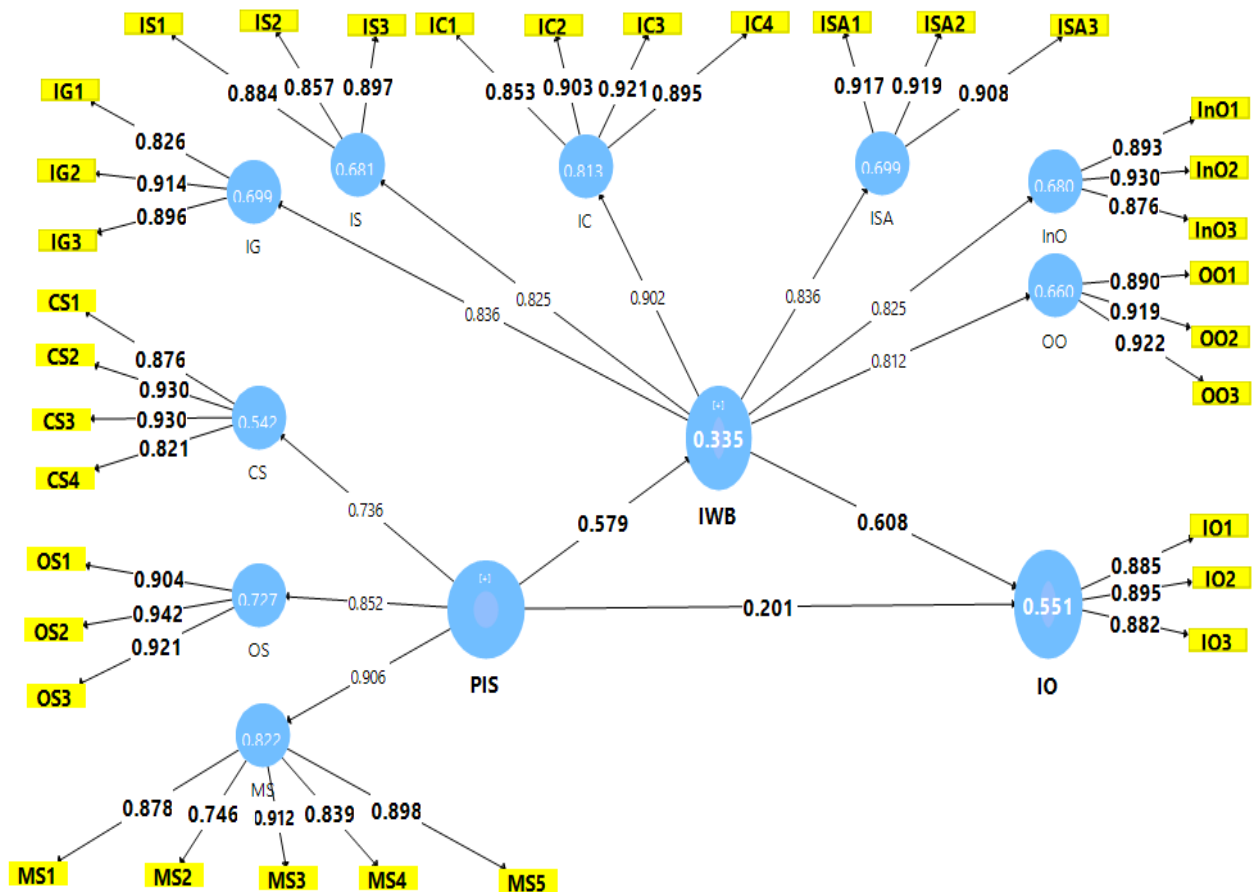 IS1
IS2
IS3
IC1
IC2
IC3
IC4
ISA1
ISA2
ISA3
0.884
0.857
0.897
0.853
0.903
0.921
0.895
0.917
0.919
0.908
IG1
IG2
IG3
0.826
0.914
0.896
0.699
IG
0.681
IS
0.813
IC
0.699
ISA
0.680
InO
0.893
0.930
0.876
InO1
InO2
InO3
0.660
OO
0.890
0.919
0.922
OO1
OO2
OO3
0.836
0.825
0.902
0.836
0.825
0.812
CS1
CS2
CS3
CS4
0.876
0.930
0.930
0.821
0.542
CS
[+]
0.335
IWB
0.736
0.579
0.608
OS1
OS2
OS3
0.904
0.942
0.921
0.727
OS
0.852
[+]
PIS
0.201
0.551
IO
0.885
0.895
0.882
IO1
IO2
IO3
0.906
0.822
MS
0.878
0.746
0.912
0.839
0.898
MS1
MS2
MS3
MS4
MS5